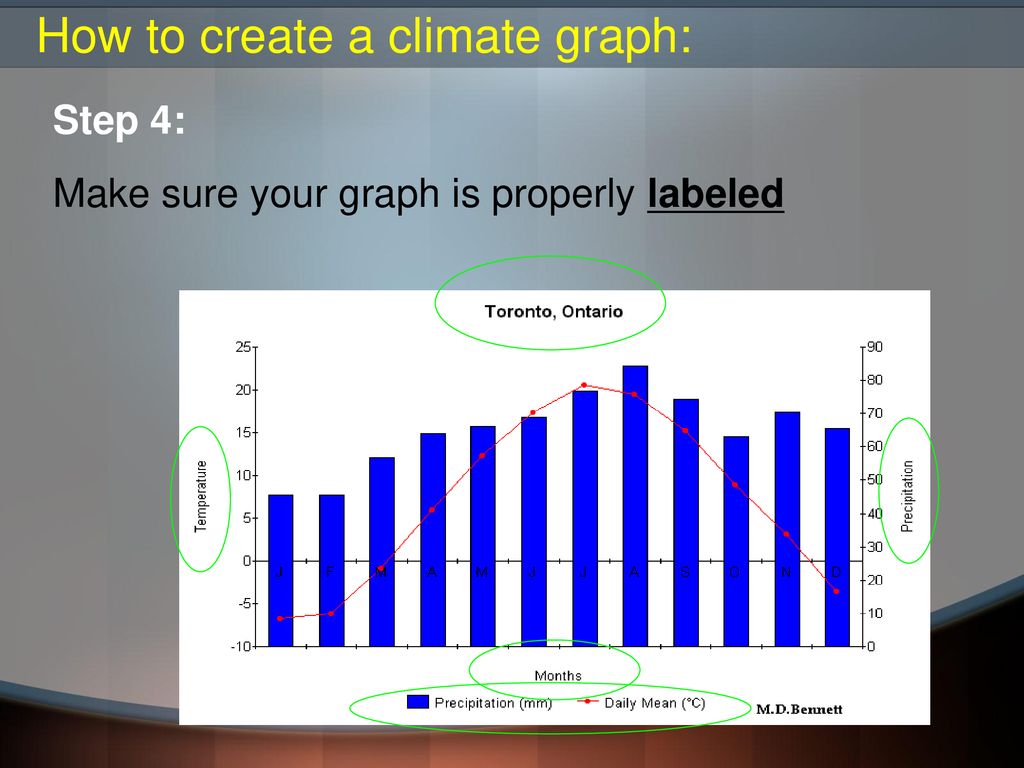 How to create a climate graph:
Step 4:
Make sure your graph is properly labeled
Toronto, Ontario
25
20
15
10
5
0
-5
-10
Temperature
90
80
70
60
50
40
30
20
10
0
Precipitation
J F M A M J J A S O N D
Months
Precipitation (mm) Daily Mean (°C)
M.D.Bennett